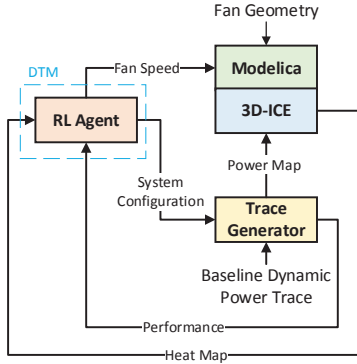 Fan Geometry
DTM
Fan Speed
Modelica
3D-ICE
RL Agent
Power Map
System
Configuration
Trace
Generator
Baseline Dynamic
Power Trace
Performance
Heat Map